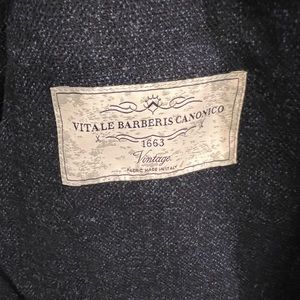 VITALE BARBERIS CANONICO
1663
Vintage
FABRIC MADE IN ITALY